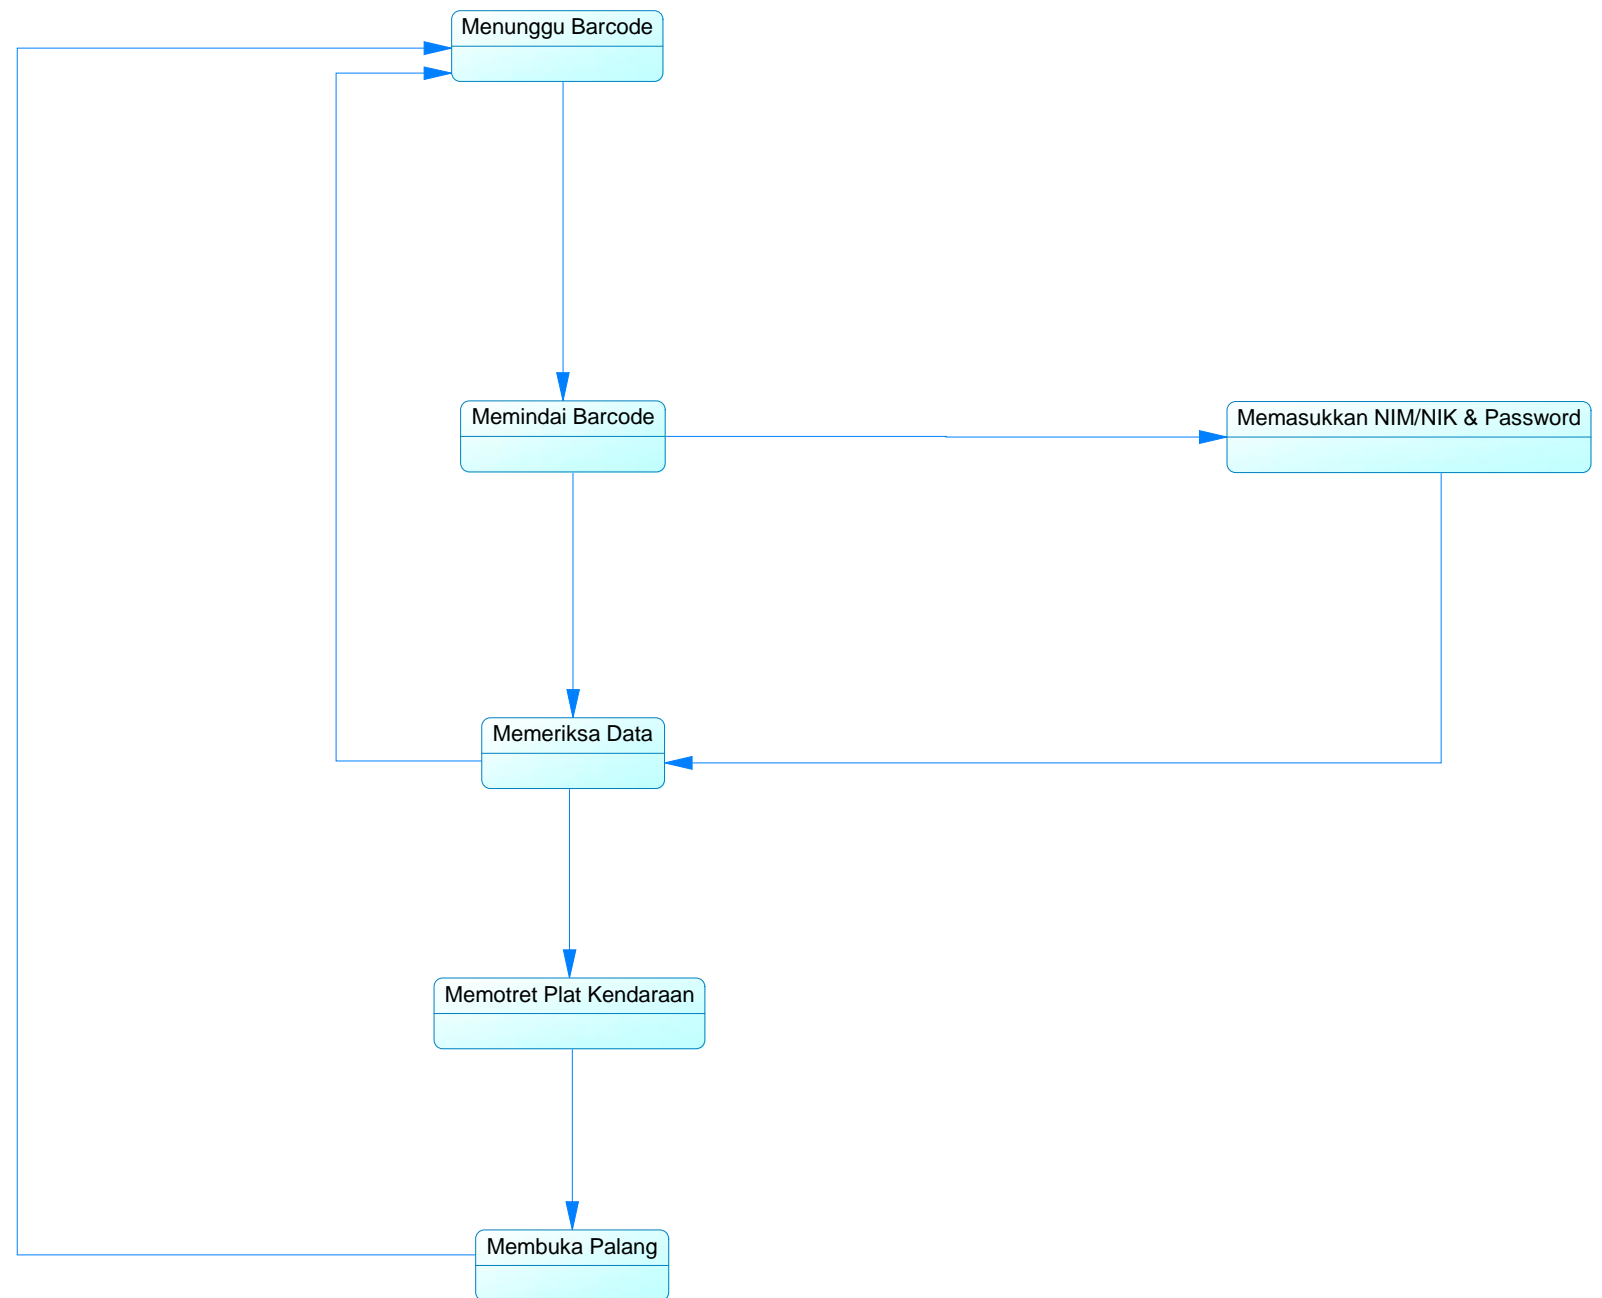 Menunggu Barcode
Memindai Barcode
Memasukkan NIM/NIK & Password
Memeriksa Data
Memotret Plat Kendaraan
Membuka Palang